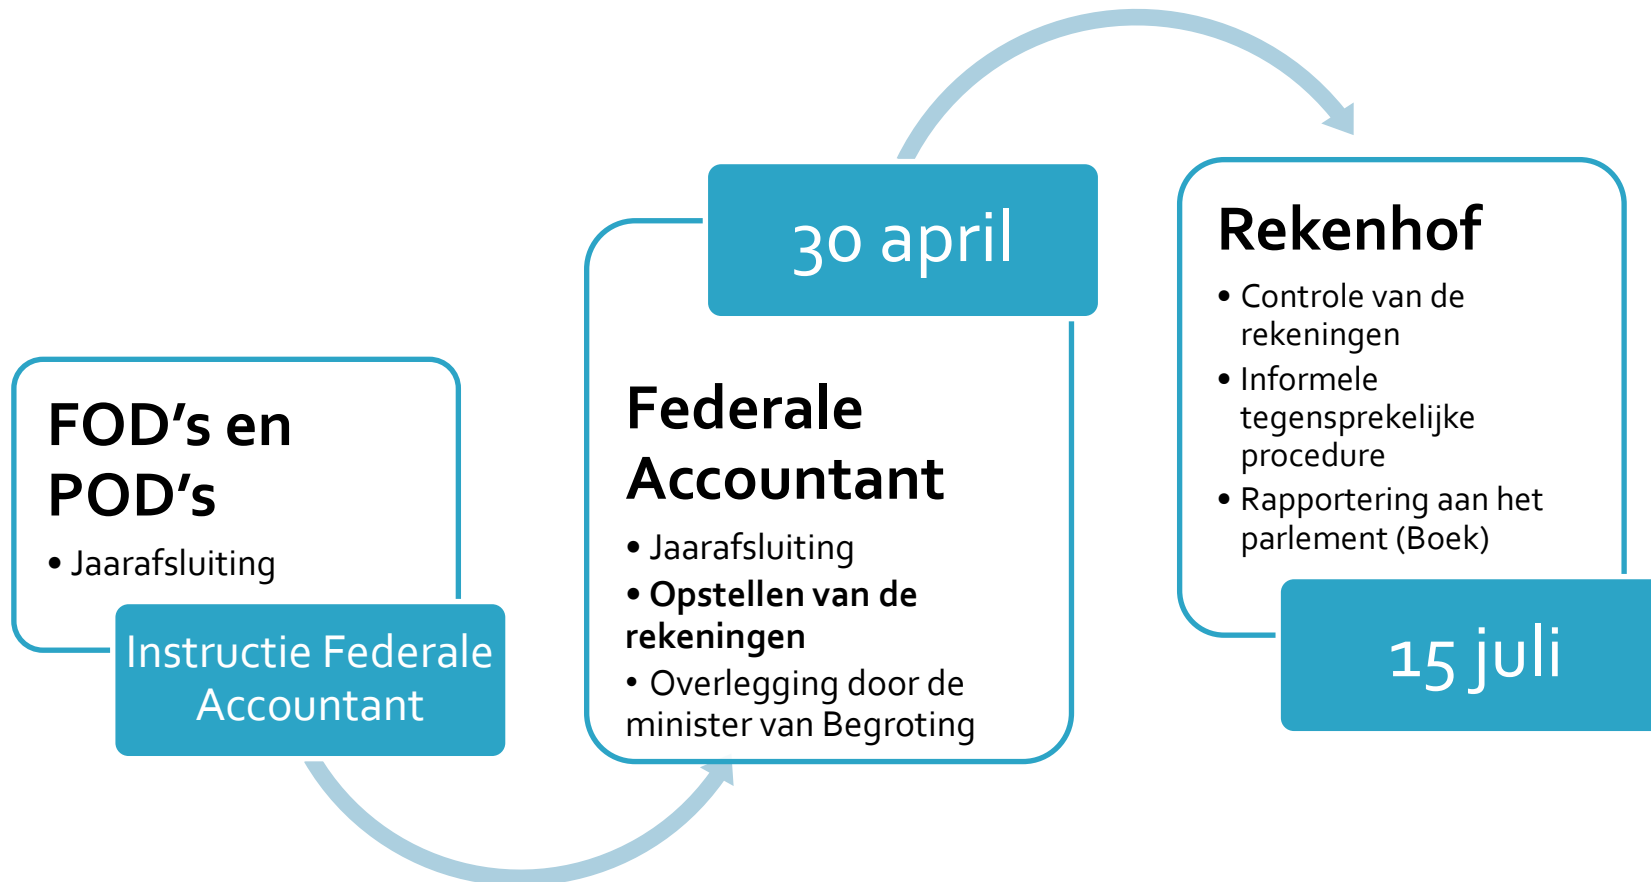 FOD’s en
POD’s
• Jaarafsluiting
Instructie Federale
Accountant
30 april
Federale
Accountant
• Jaarafsluiting
• Opstellen van de
rekeningen
• Overlegging door de
minister van Begroting
Rekenhof
• Controle van de
rekeningen
• Informele
tegensprekelijke
procedure
• Rapportering aan het
parlement (Boek)
15 juli